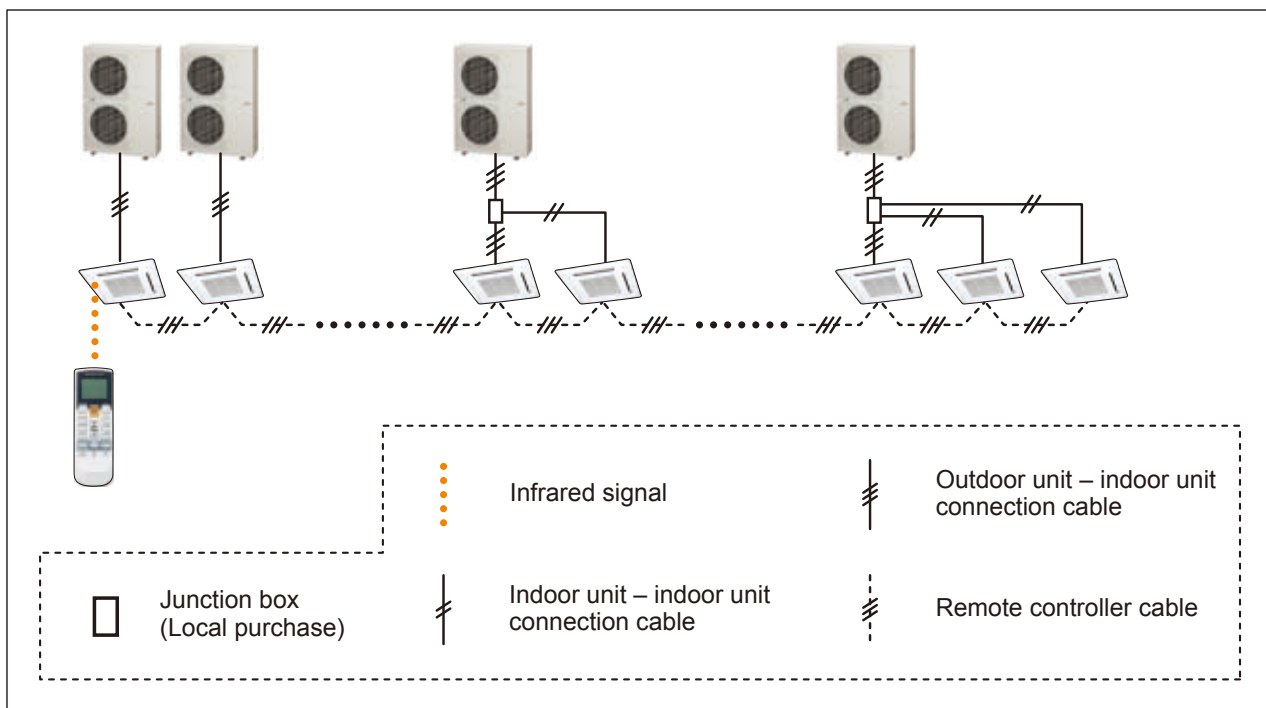 Infrared signal
Outdoor unit – indoor unit
connection cable
Junction box
(Local purchase)
Indoor unit – indoor unit
connection cable
Remote controller cable